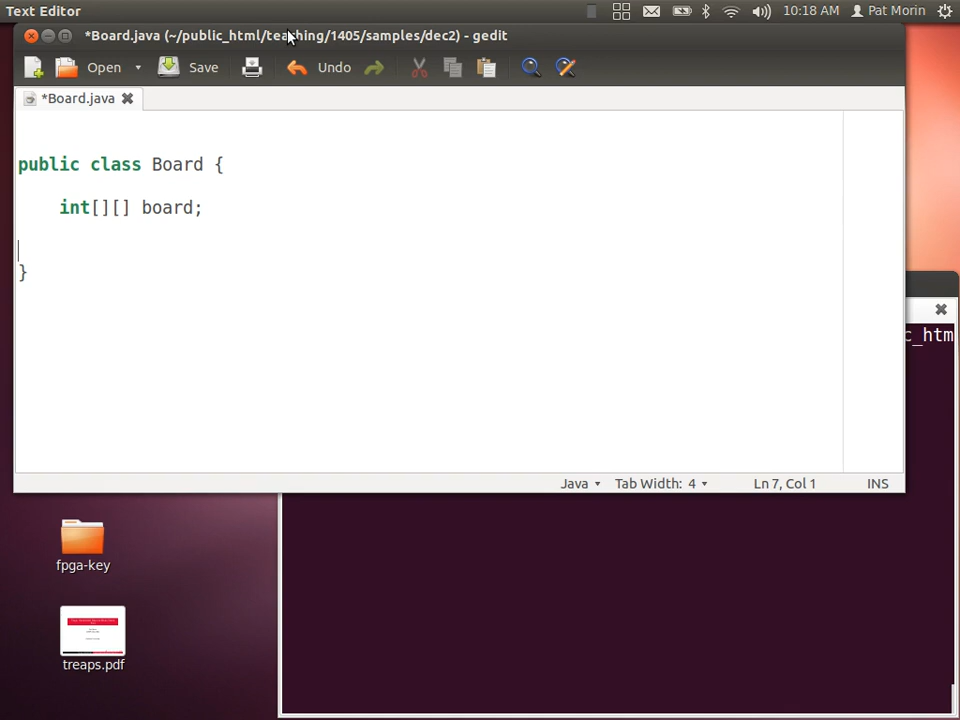 Text Editor
10:18 AM
Pat Morin
*Board.java (~/public_html/teaching/1405/samples/dec2) - gedit
Open
Save
Undo
*Board.java
public class Board {
int[][] board;
}
c_htm
Java
Tab Width: 4
Ln 7, Col 1
INS
fpga-key
treaps.pdf